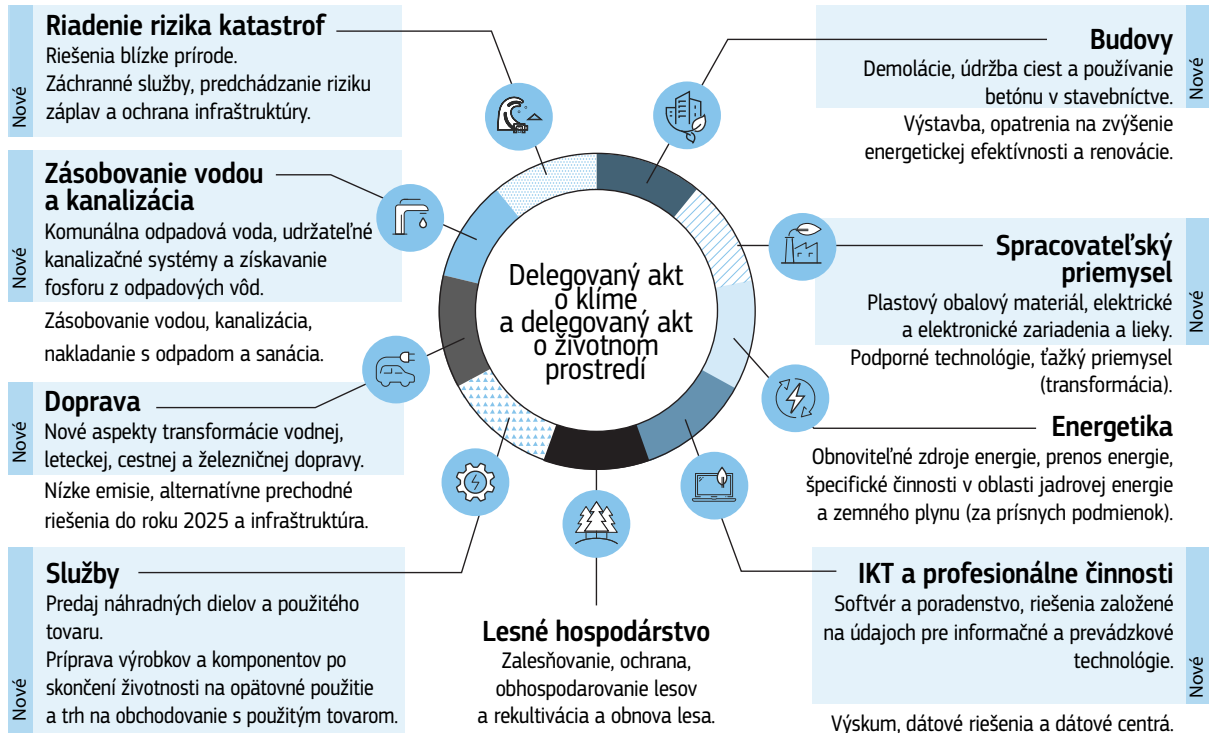 Nové
Riadenie rizika katastrof
Riešenia blízke prírode.
Záchranné služby, predchádzanie riziku
záplav a ochrana infraštruktúry.
Nové
Zásobovanie vodou
a kanalizácia
Komunálna odpadová voda, udržateľné
kanalizačné systémy a získavanie
fosforu z odpadových vôd.
Zásobovanie vodou, kanalizácia,
nakladanie s odpadom a sanácia.
Nové
Doprava
Nové aspekty transformácie vodnej,
leteckej, cestnej a železničnej dopravy.
Nízke emisie, alternatívne prechodné
riešenia do roku 2025 a infraštruktúra.
Nové
Služby
Predaj náhradných dielov a použitého
tovaru.
Príprava výrobkov a komponentov po
skončení životnosti na opätovné použitie
a trh na obchodovanie s použitým tovarom.
Delegovaný akt
o klíme
a delegovaný akt
o životnom
prostredí
Lesné hospodárstvo
Zalesňovanie, ochrana,
obhospodarovanie lesov
a rekultivácia a obnova lesa.
Budovy
Demolácie, údržba ciest a používanie
betónu v stavebníctve.
Nové
Výstavba, opatrenia na zvýšenie
energetickej efektívnosti a renovácie.
Spracovateľský
priemysel
Plastový obalový materiál, elektrické
a elektronické zariadenia a lieky.
Nové
Podporné technológie, ťažký priemysel
(transformácia).
Energetika
Obnoviteľné zdroje energie, prenos energie,
špecifické činnosti v oblasti jadrovej energie
a zemného plynu (za prísnych podmienok).
IKT a profesionálne činnosti
Softvér a poradenstvo, riešenia založené
na údajoch pre informačné a prevádzkové
technológie.
Nové
Výskum, dátové riešenia a dátové centrá.